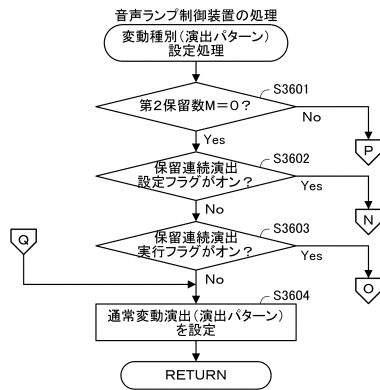 音声ランプ制御装置の処理
変動種別(演出パターン)
設定処理
S3601
第2保留数M=0?
No
P
Yes
S3602
保留連続演出
設定フラグがオン?
Yes
N
No
S3603
Q
保留連続演出
実行フラグがオン?
Yes
O
No
S3604
通常変動演出(演出パターン)
を設定
RETURN